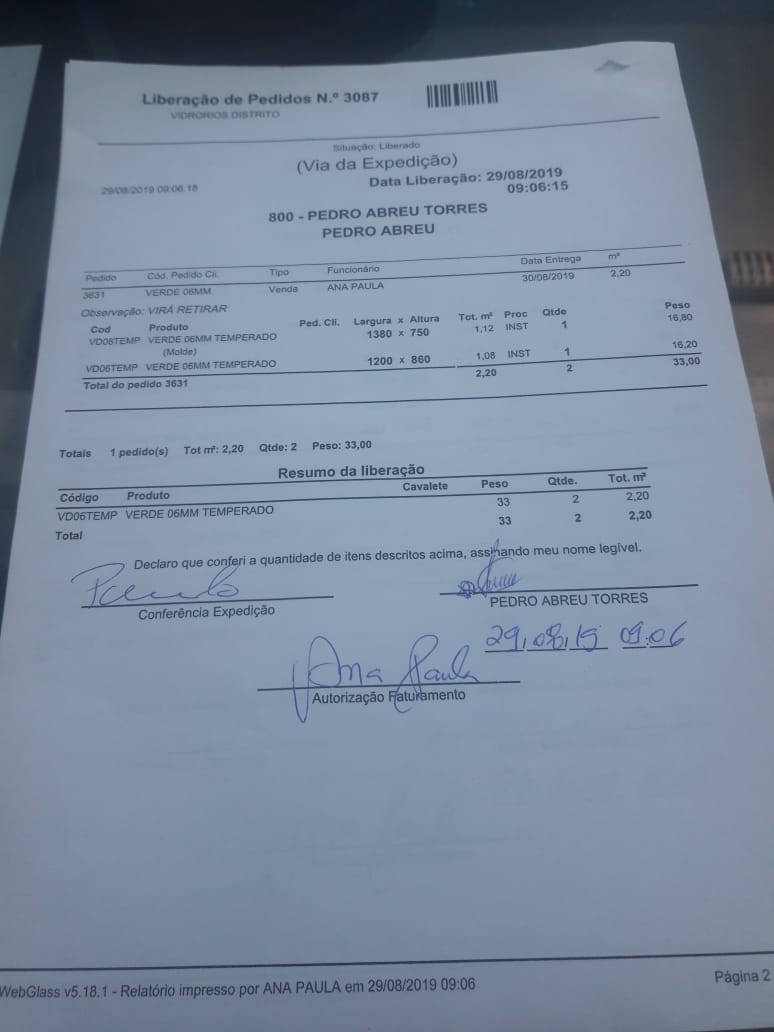 Liberação de Pedidos N.º 3087
VIDRORIOS DISTRITO
Situação: Liberado
(Via da Expedição)
29/08/2019 09:06:18
Data Liberação: 29/08/2019
09:06:15
800 - PEDRO ABREU TORRES
PEDRO ABREU
Pedido Cód. Pedido Cli. Tipo Funcionário Data Entrega m²
3631 VERDE 06MM Venda ANA PAULA 30/08/2019 2,20
Observação: VIRÁ RETIRAR
Cod Produto Ped. Cli. Largura x Altura Tot. m² Proc Qtde Peso
VD06TEMP VERDE 06MM TEMPERADO 1380 x 750 1,12 INST 1 16,80
(Molde)
VD06TEMP VERDE 06MM TEMPERADO 1200 x 860 1,08 INST 1 16,20
Total do pedido 3631 2,20 2 33,00
Totais 1 pedido(s) Tot m²: 2,20 Qtde: 2 Peso: 33,00
Resumo da liberação
Código Produto Cavalete Peso Qtde. Tot. m²
VD06TEMP VERDE 06MM TEMPERADO 33 2 2,20
Total 33 2 2,20
Declaro que conferi a quantidade de itens descritos acima, assinando meu nome legível.
Conferência Expedição
PEDRO ABREU TORRES
29,08,19 09:06
Ana Paula
Autorização Faturamento
WebGlass v5.18.1 - Relatório impresso por ANA PAULA em 29/08/2019 09:06
Página 2